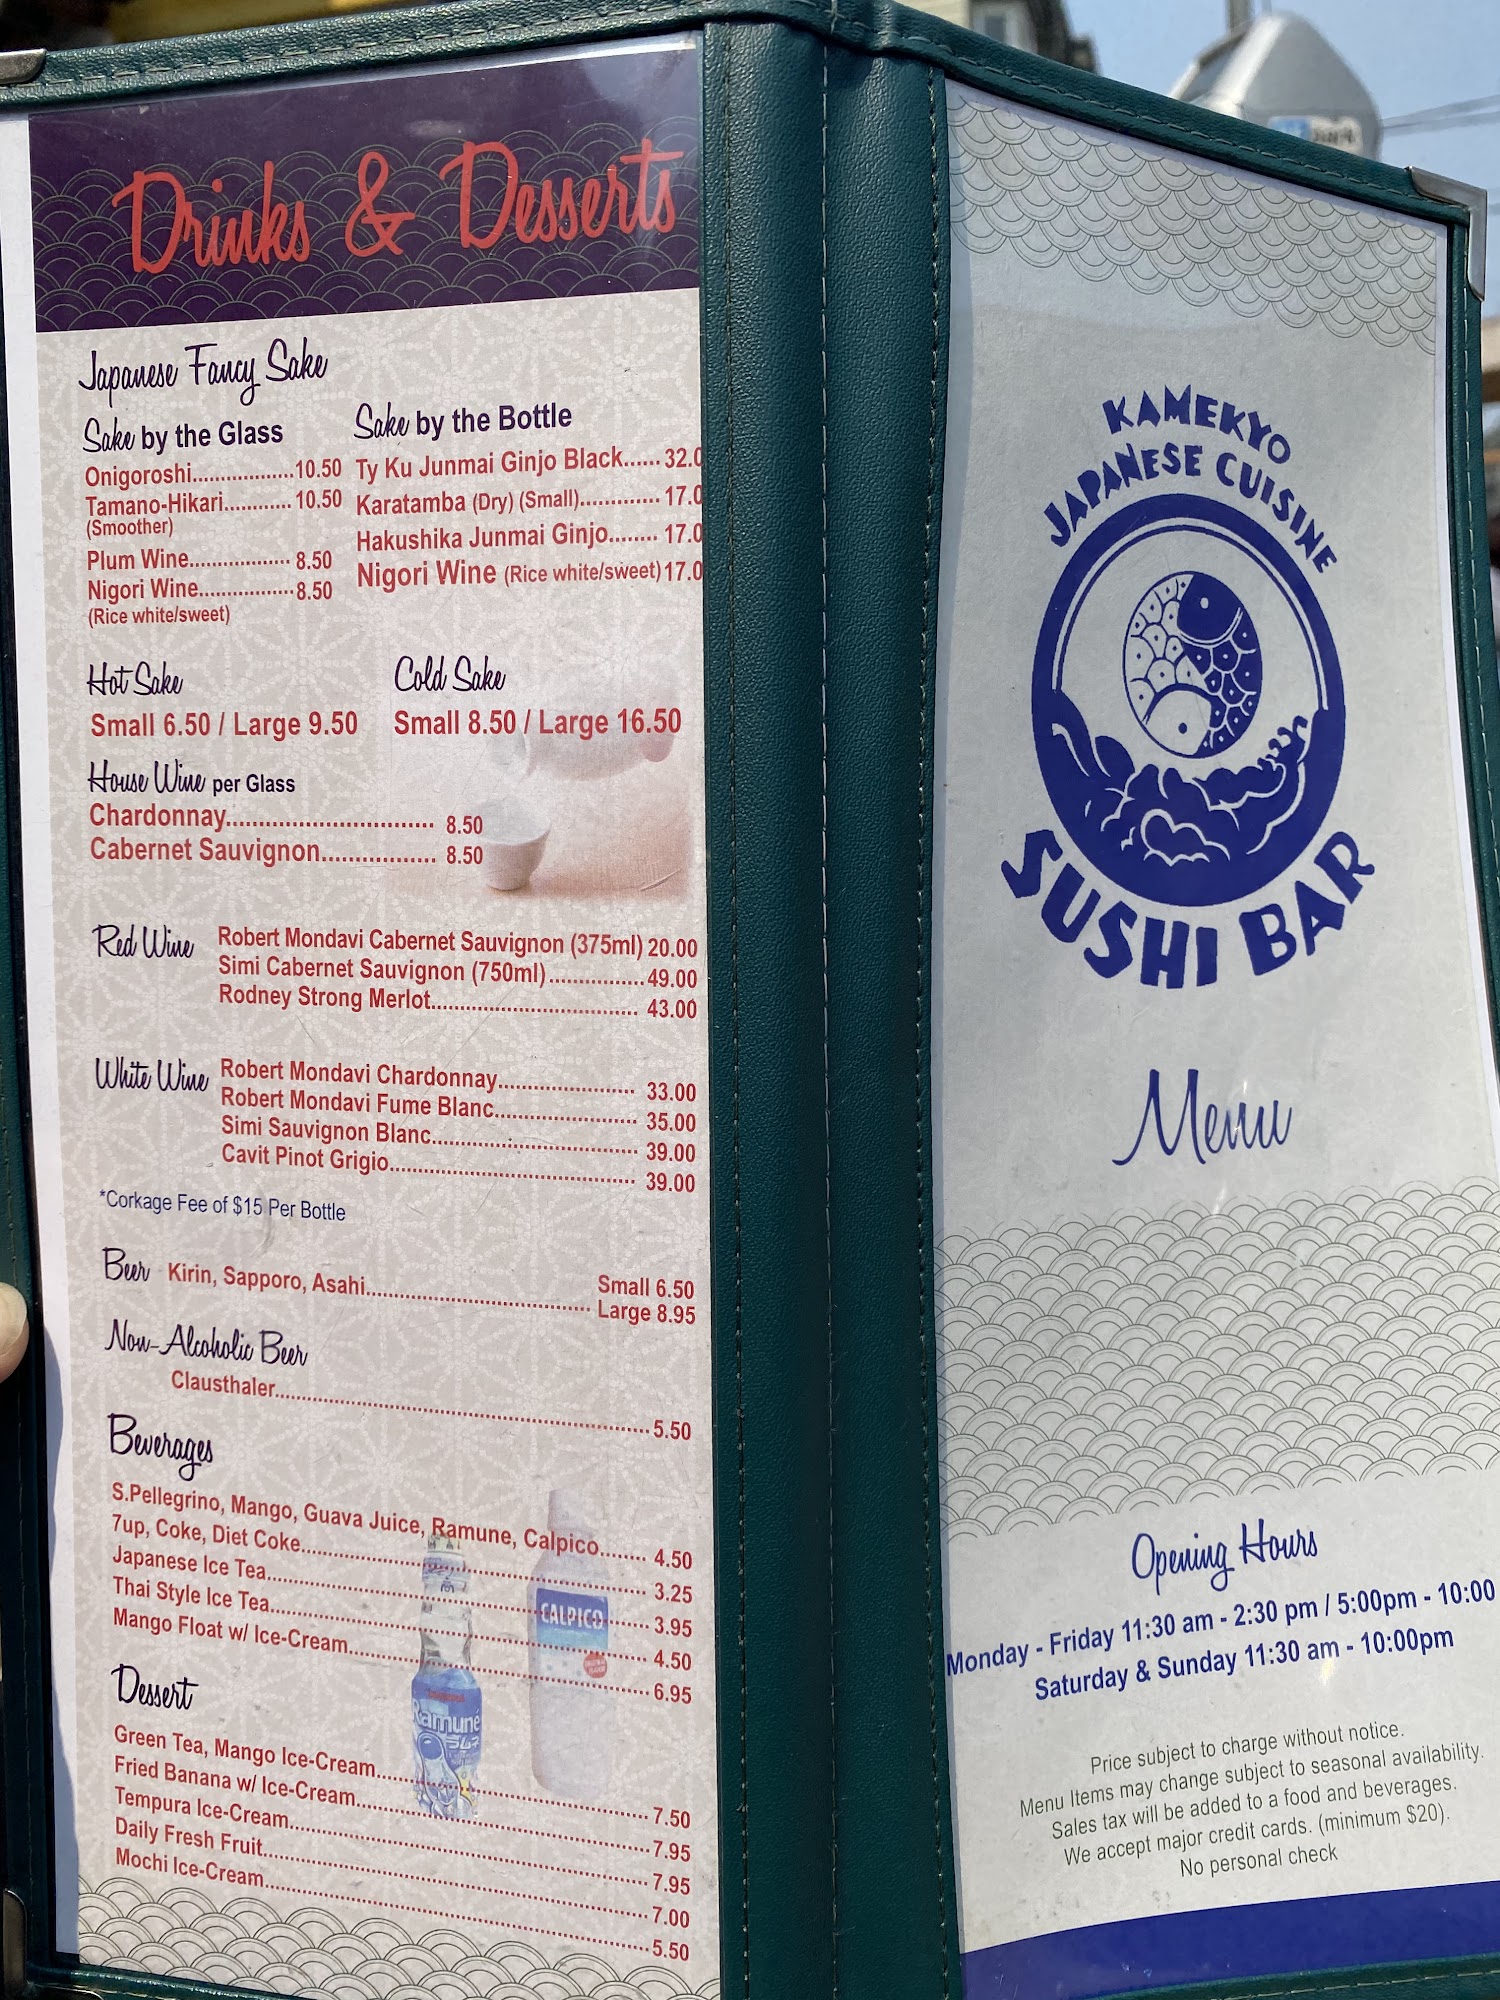 Drinks & Desserts
Japanese Fancy Sake
Sake by the Glass
Onigoroshi..................10.50
Tamano-Hikari............ 10.50
(Smoother)
Plum Wine.................. 8.50
Nigori Wine.................8.50
(Rice white/sweet)
Sake by the Bottle
Ty Ku Junmai Ginjo Black...... 32.0
Karatamba (Dry) (Small)............. 17.0
Hakushika Junmai Ginjo........ 17.0
Nigori Wine (Rice white/sweet) 17.0
Hot Sake
Small 6.50 / Large 9.50
Cold Sake
Small 8.50 / Large 16.50
House Wine per Glass
Chardonnay............................... 8.50
Cabernet Sauvignon................. 8.50
Red Wine
Robert Mondavi Cabernet Sauvignon (375ml) 20.00
Simi Cabernet Sauvignon (750ml)................49.00
Rodney Strong Merlot................................... 43.00
White Wine
Robert Mondavi Chardonnay....................... 33.00
Robert Mondavi Fume Blanc........................ 35.00
Simi Sauvignon Blanc................................... 39.00
Cavit Pinot Grigio.......................................... 39.00
*Corkage Fee of $15 Per Bottle
Beer Kirin, Sapporo, Asahi....................................... Small 6.50
Large 8.95
Non-Alcoholic Beer
Clausthaler.................................................................5.50
Beverages
S.Pellegrino, Mango, Guava Juice, Ramune, Calpico........ 4.50
7up, Coke, Diet Coke............................................................ 3.25
Japanese Ice Tea................................................................... 3.95
Thai Style Ice Tea................................................................... 4.50
Mango Float w/ Ice-Cream.....................................................6.95
CALPICO
Ramuné
ラムネ
Dessert
Green Tea, Mango Ice-Cream................................................7.50
Fried Banana w/ Ice-Cream...................................................7.95
Tempura Ice-Cream...............................................................7.95
Daily Fresh Fruit.................................................................... 7.00
Mochi Ice-Cream....................................................................5.50
KAMEKYO
JAPANESE CUISINE
SUSHI BAR
Menu
Opening Hours
Monday - Friday 11:30 am - 2:30 pm / 5:00pm - 10:00
Saturday & Sunday 11:30 am - 10:00pm
Price subject to charge without notice.
Menu Items may change subject to seasonal availability.
Sales tax will be added to a food and beverages.
We accept major credit cards. (minimum $20).
No personal check